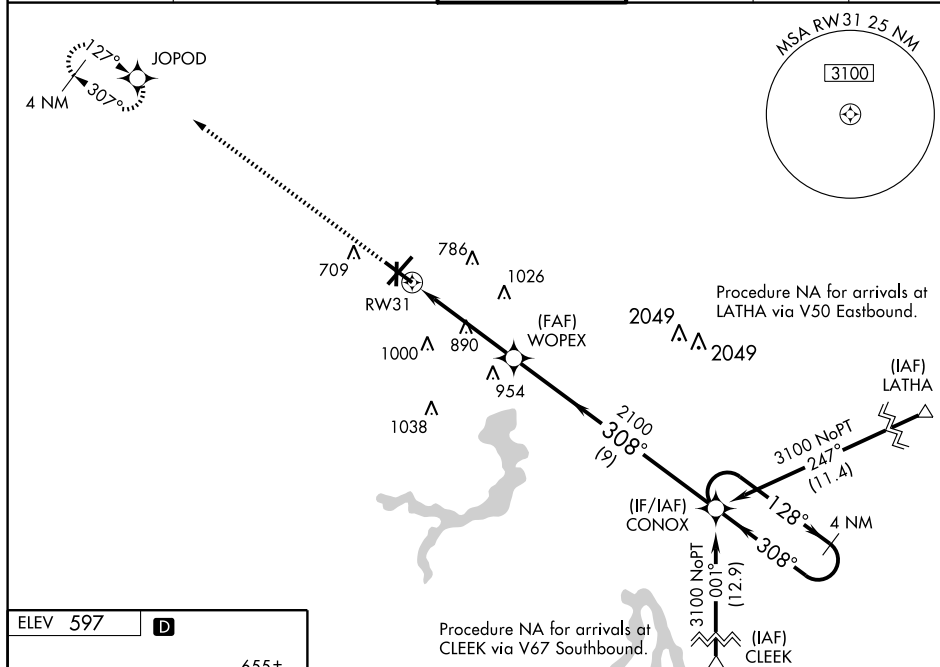 MSA RW31 25 NM
3100
127°
JOPOD
307°
4 NM
709
786
1026
RW31
Procedure NA for arrivals at
LATHA via V50 Eastbound.
(FAF)
WOPEX
2049
2049
1000
890
954
(IAF)
LATHA
1038
2100
308°
(9)
3100 NoPT
247°
(11.4)
(IF/IAF)
CONOX
128°
4 NM
308°
3100 NoPT
001°
(12.9)
ELEV 597
D
Procedure NA for arrivals at
CLEEK via V67 Southbound.
(IAF)
CLEEK
655±